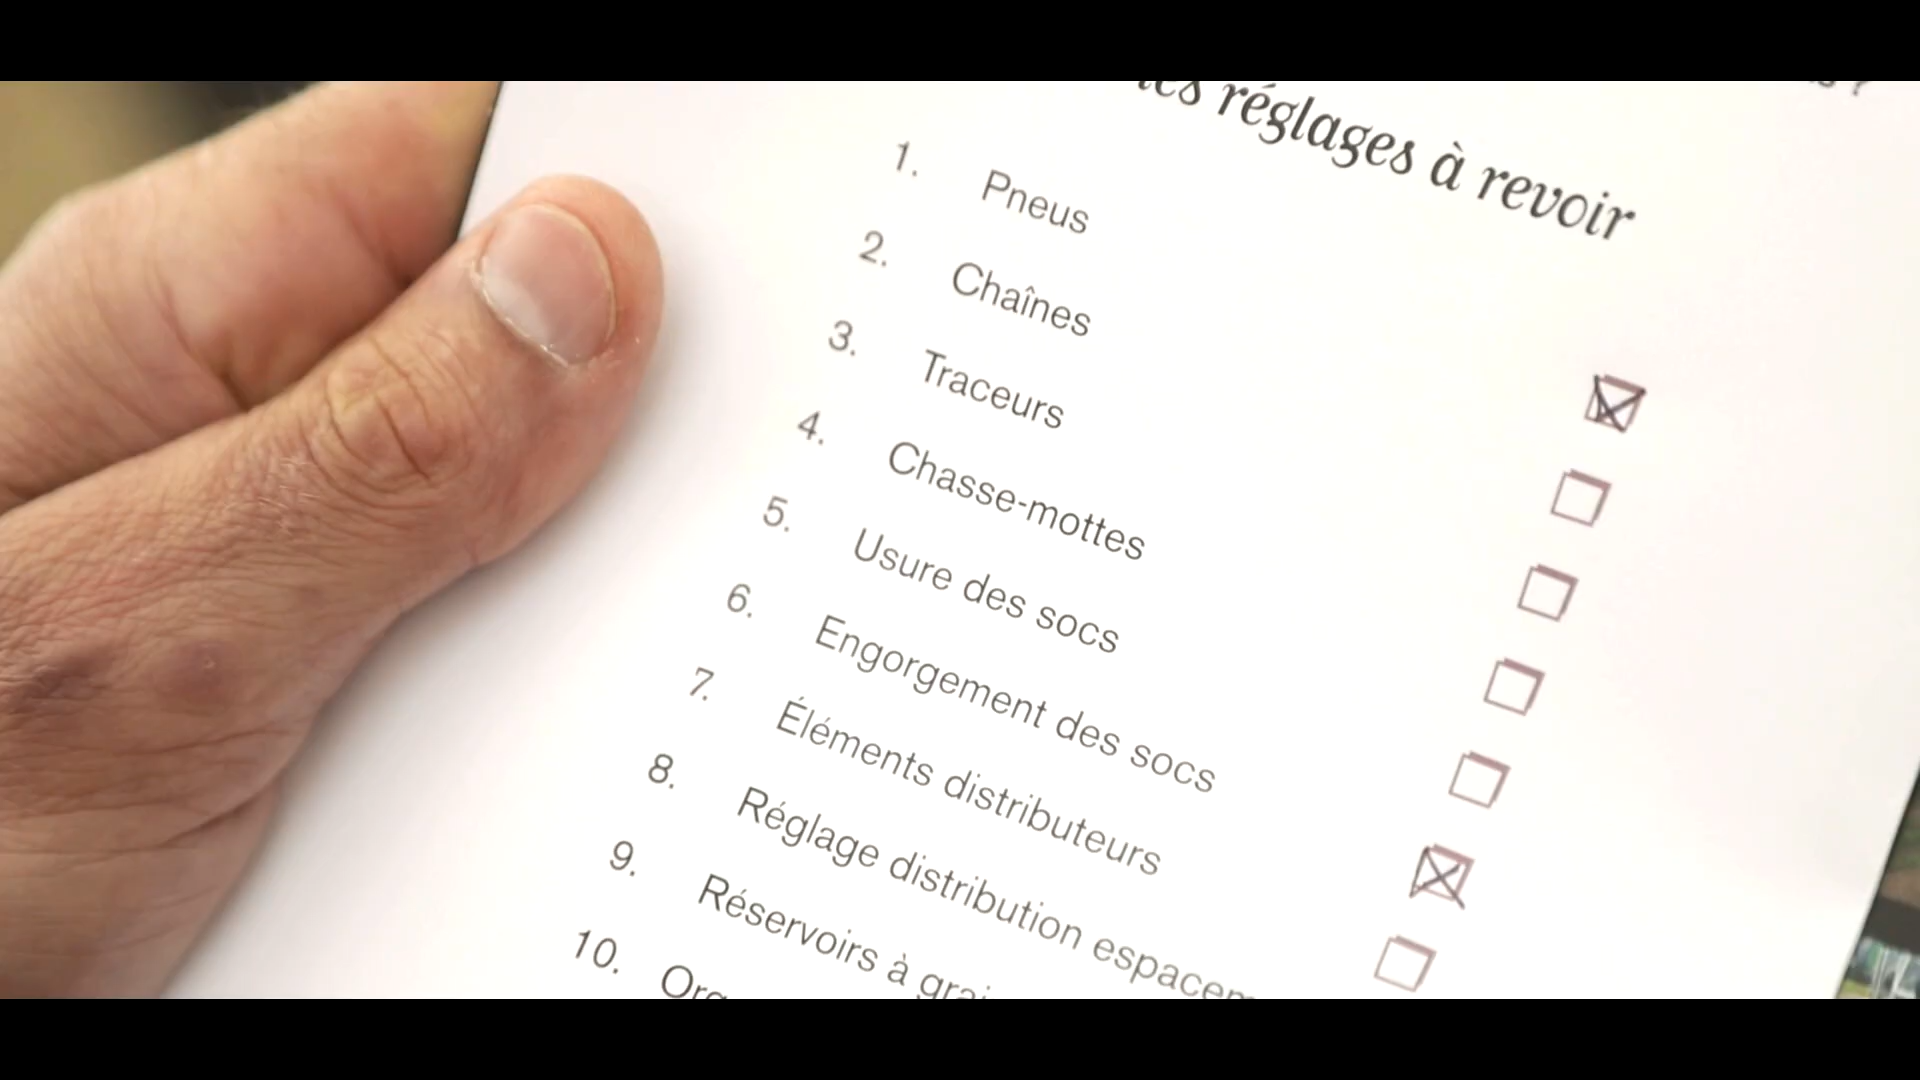 réglages à revoir
1. Pneus
2. Chaînes
3. Traceurs
4. Chasse-mottes
5. Usure des socs
6. Engorgement des socs
7. Éléments distributeurs
8. Réglage distribution
9. Réservoirs à
10.